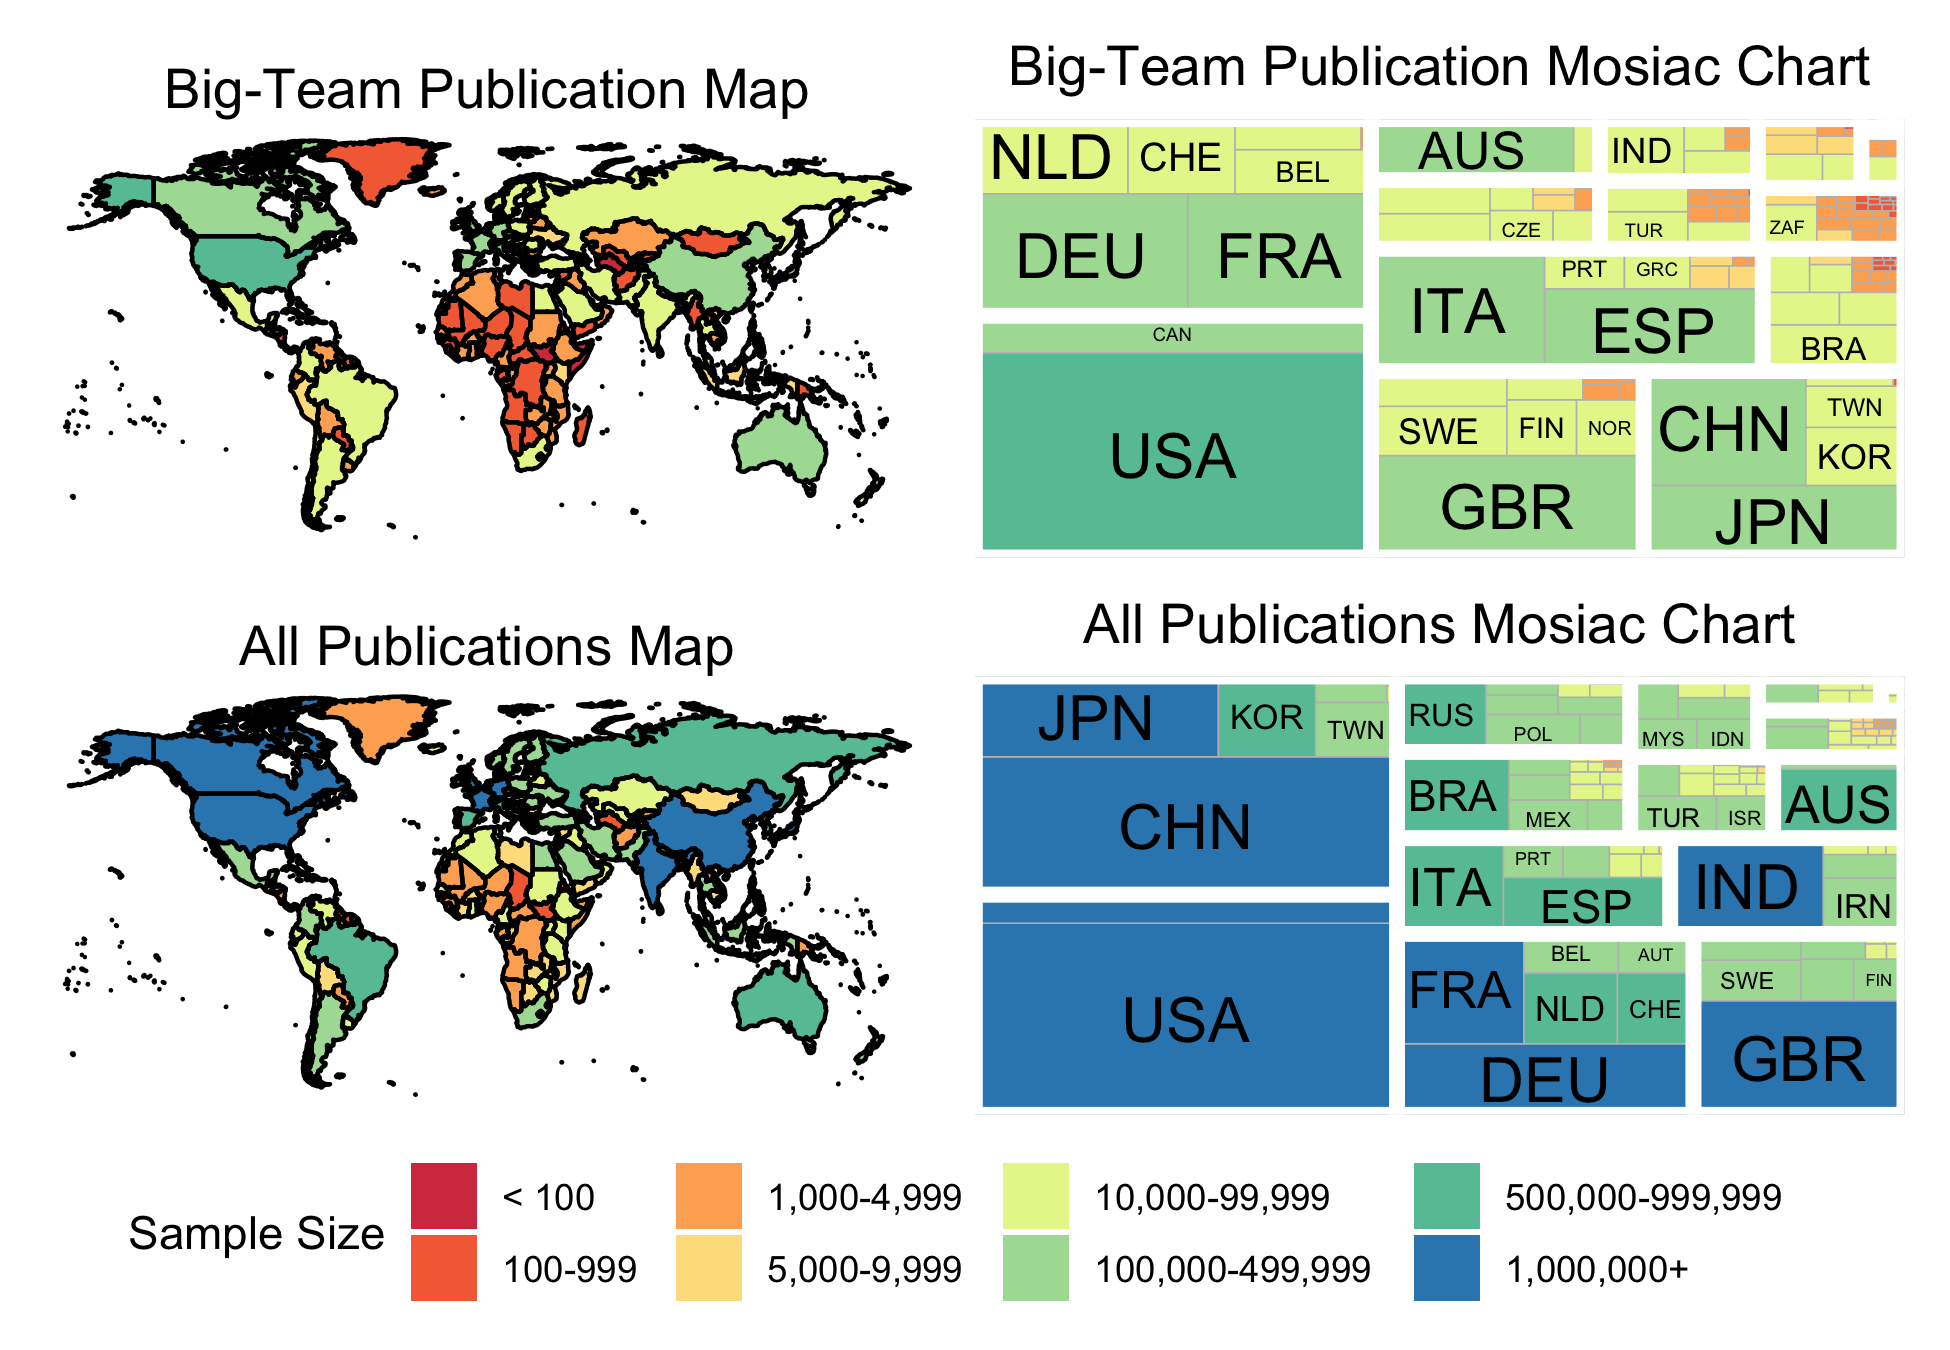 Big-Team Publication Map
Big-Team Publication Mosiac Chart
NLD
CHE
BEL
DEU
FRA
CAN
USA
AUS
IND
CZE
TUR
ZAF
ITA
PRT
GRC
ESP
BRA
SWE
FIN
NOR
GBR
CHN
TWN
KOR
JPN
All Publications Map
All Publications Mosiac Chart
JPN
KOR
TWN
CHN
USA
RUS
POL
MYS
IDN
BRA
MEX
TUR
ISR
AUS
ITA
PRT
ESP
IND
IRN
FRA
BEL
AUT
NLD
CHE
DEU
SWE
FIN
GBR
Sample Size
< 100
1,000-4,999
10,000-99,999
500,000-999,999
100-999
5,000-9,999
100,000-499,999
1,000,000+